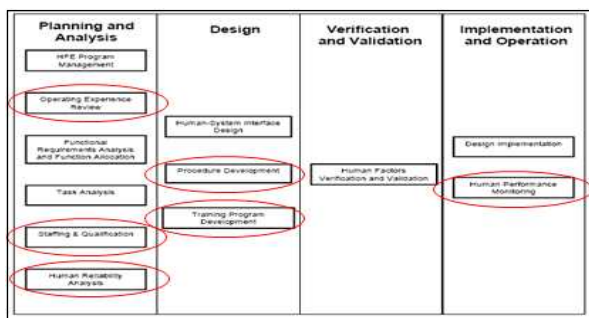 Planning and
Analysis
HFE Program
Management
Operating Experience
Review
Functional
Requirements Analysis
and Function Allocation
Task Analysis
Staffing & Qualification
Human Reliability
Analysis
Design
Human-System Interface
Design
Procedure Development
Training Program
Development
Verification
and Validation
Human Factors
Verification and Validation
Implementation
and Operation
Design Implementation
Human Performance
Monitoring